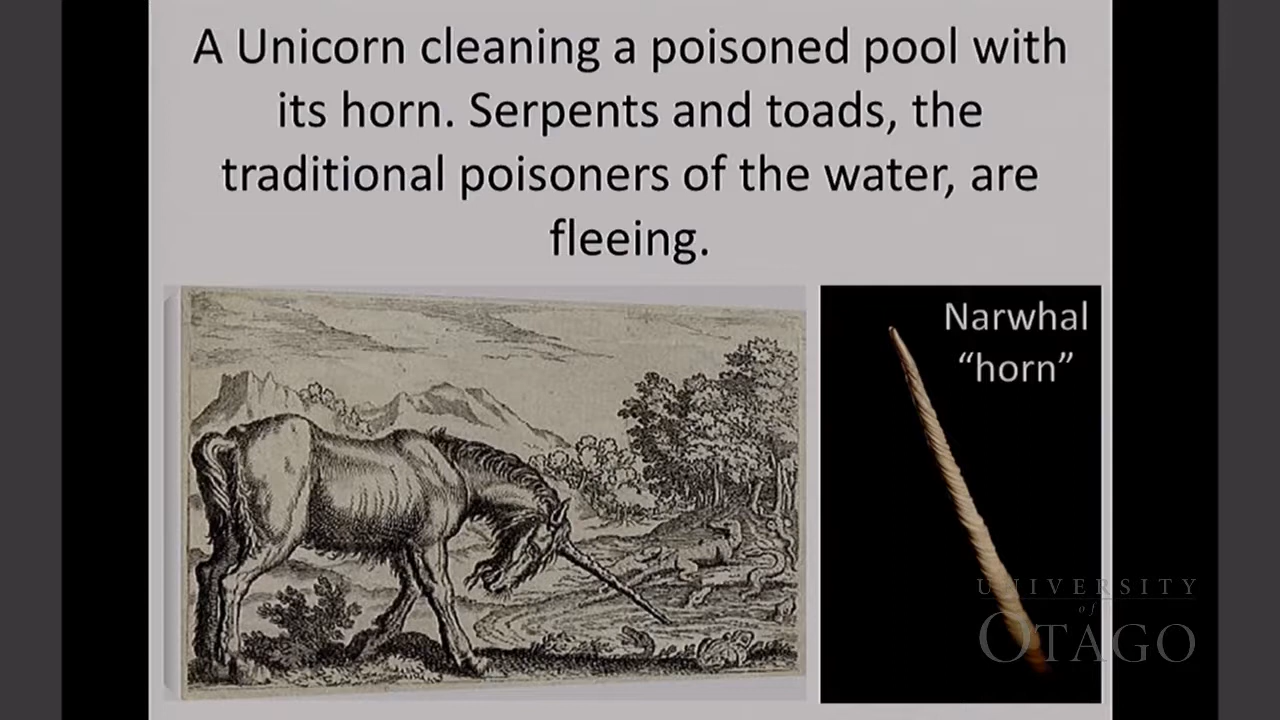 A Unicorn cleaning a poisoned pool with
its horn. Serpents and toads, the
traditional poisoners of the water, are
fleeing.
Narwhal
“horn”
UNIVERSITY
of
OTAGO